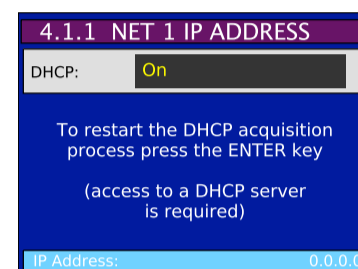 4.1.1 NET 1 IP ADDRESS
DHCP: On
To restart the DHCP acquisition
process press the ENTER key
(access to a DHCP server
is required)
IP Address: 0.0.0.0